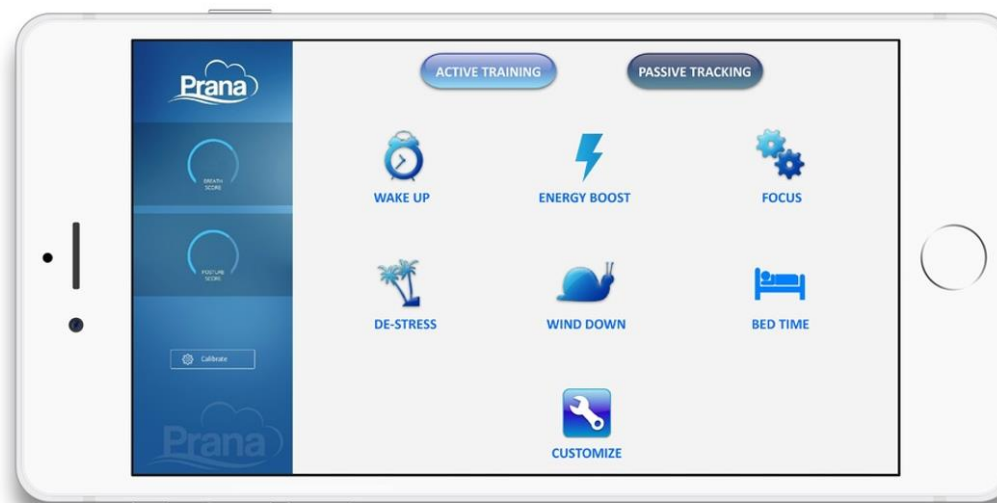 Prana
BREATH
SCORE
POSTURE
SCORE
Calibrate
Prana
ACTIVE TRAINING
PASSIVE TRACKING
WAKE UP
ENERGY BOOST
FOCUS
DE-STRESS
WIND DOWN
BED TIME
CUSTOMIZE